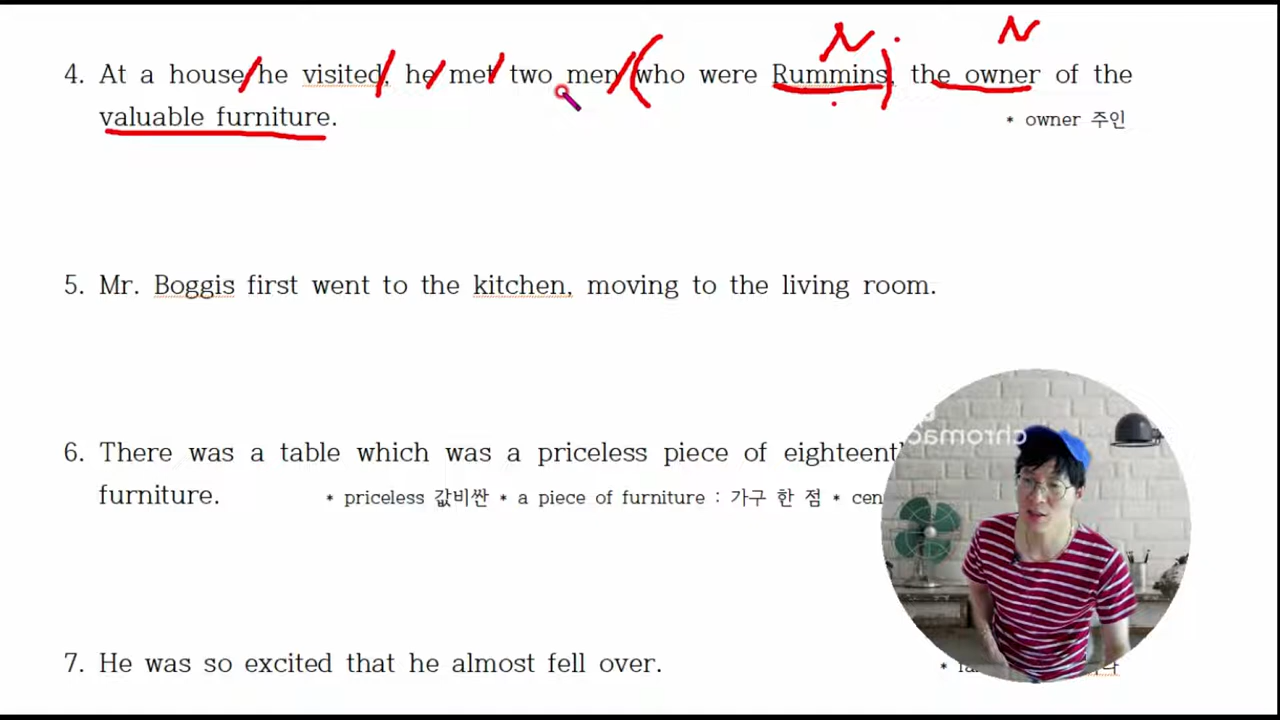 N N
4. At a house he visited, he met two men who were Rummins, the owner of the
valuable furniture.
* owner 주인
5. Mr. Boggis first went to the kitchen, moving to the living room.
6. There was a table which was a priceless piece of
furniture. * priceless 값비싼 * a piece of furniture : 가구 한 점 *
7. He was so excited that he almost fell over.